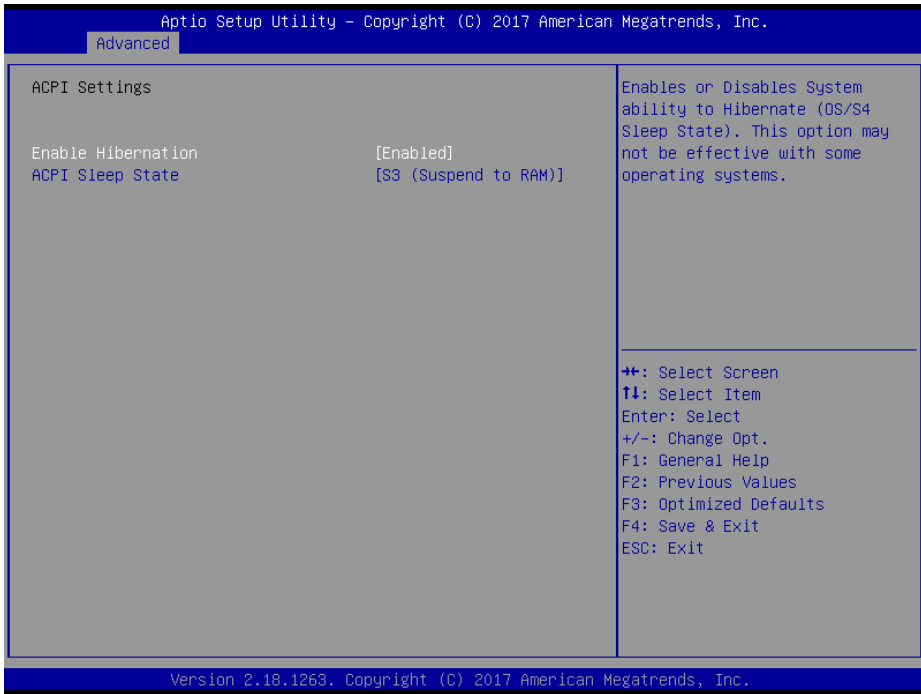 Aptio Setup Utility – Copyright (C) 2017 American Megatrends, Inc.
Advanced
ACPI Settings
Enable Hibernation [Enabled]
ACPI Sleep State [S3 (Suspend to RAM)]
Enables or Disables System
ability to Hibernate (OS/S4
Sleep State). This option may
not be effective with some
operating systems.
→←: Select Screen
↑↓: Select Item
Enter: Select
+/-: Change Opt.
F1: General Help
F2: Previous Values
F3: Optimized Defaults
F4: Save & Exit
ESC: Exit
Version 2.18.1263. Copyright (C) 2017 American Megatrends, Inc.